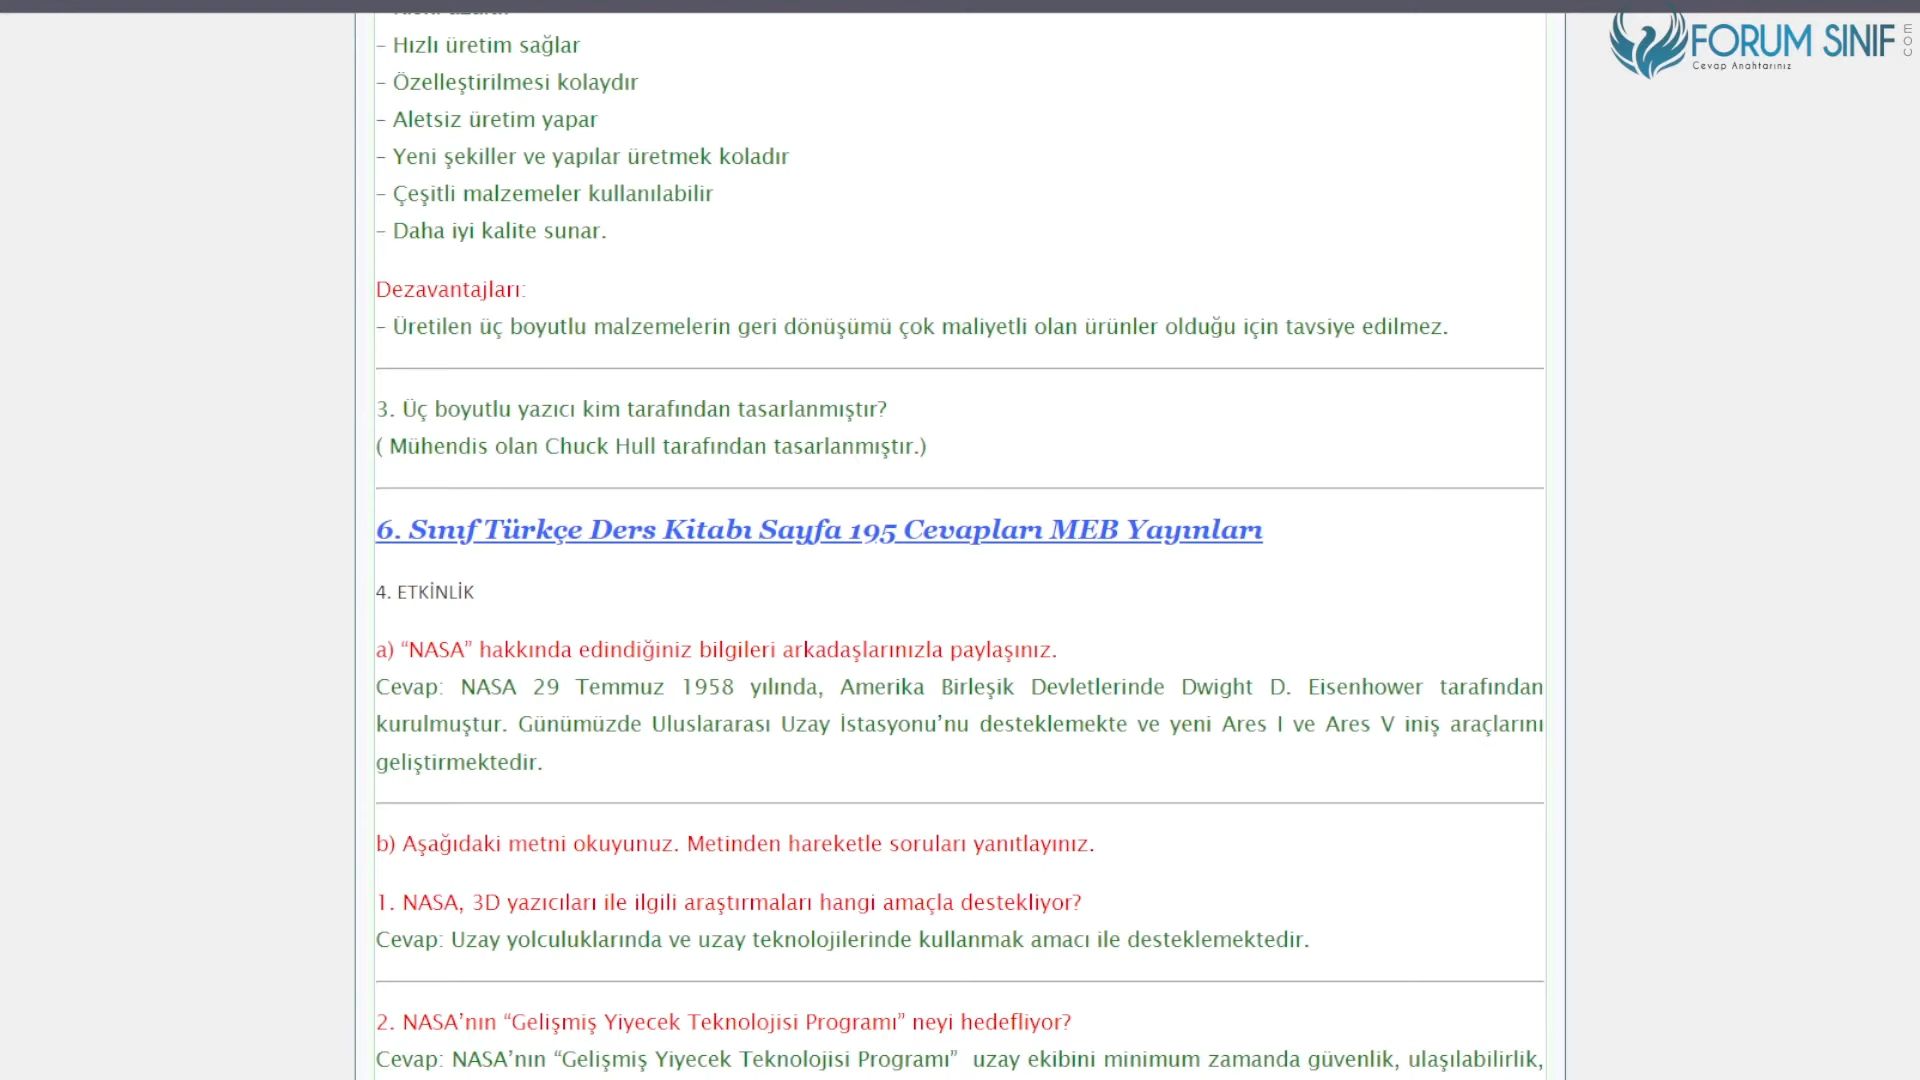 - Hızlı üretim sağlar
- Özelleştirilmesi kolaydır
- Aletsiz üretim yapar
- Yeni şekiller ve yapılar üretmek koladır
- Çeşitli malzemeler kullanılabilir
- Daha iyi kalite sunar.
Dezavantajları:
- Üretilen üç boyutlu malzemelerin geri dönüşümü çok maliyetli olan ürünler olduğu için tavsiye edilmez.
3. Üç boyutlu yazıcı kim tarafından tasarlanmıştır?
( Mühendis olan Chuck Hull tarafından tasarlanmıştır.)
6. Sınıf Türkçe Ders Kitabı Sayfa 195 Cevapları MEB Yayınları
4. ETKİNLİK
a) “NASA” hakkında edindiğiniz bilgileri arkadaşlarınızla paylaşınız.
Cevap: NASA 29 Temmuz 1958 yılında, Amerika Birleşik Devletlerinde Dwight D. Eisenhower tarafından
kurulmuştur. Günümüzde Uluslararası Uzay İstasyonu’nu desteklemekte ve yeni Ares I ve Ares V iniş araçlarını
geliştirmektedir.
b) Aşağıdaki metni okuyunuz. Metinden hareketle soruları yanıtlayınız.
1. NASA, 3D yazıcıları ile ilgili araştırmaları hangi amaçla destekliyor?
Cevap: Uzay yolculuklarında ve uzay teknolojilerinde kullanmak amacı ile desteklemektedir.
2. NASA’nın “Gelişmiş Yiyecek Teknolojisi Programı” neyi hedefliyor?
Cevap: NASA’nın “Gelişmiş Yiyecek Teknolojisi Programı” uzay ekibini minimum zamanda güvenlik, ulaşılabilirlik,
FORUM SINIF
com
Cevap Anahtarınız